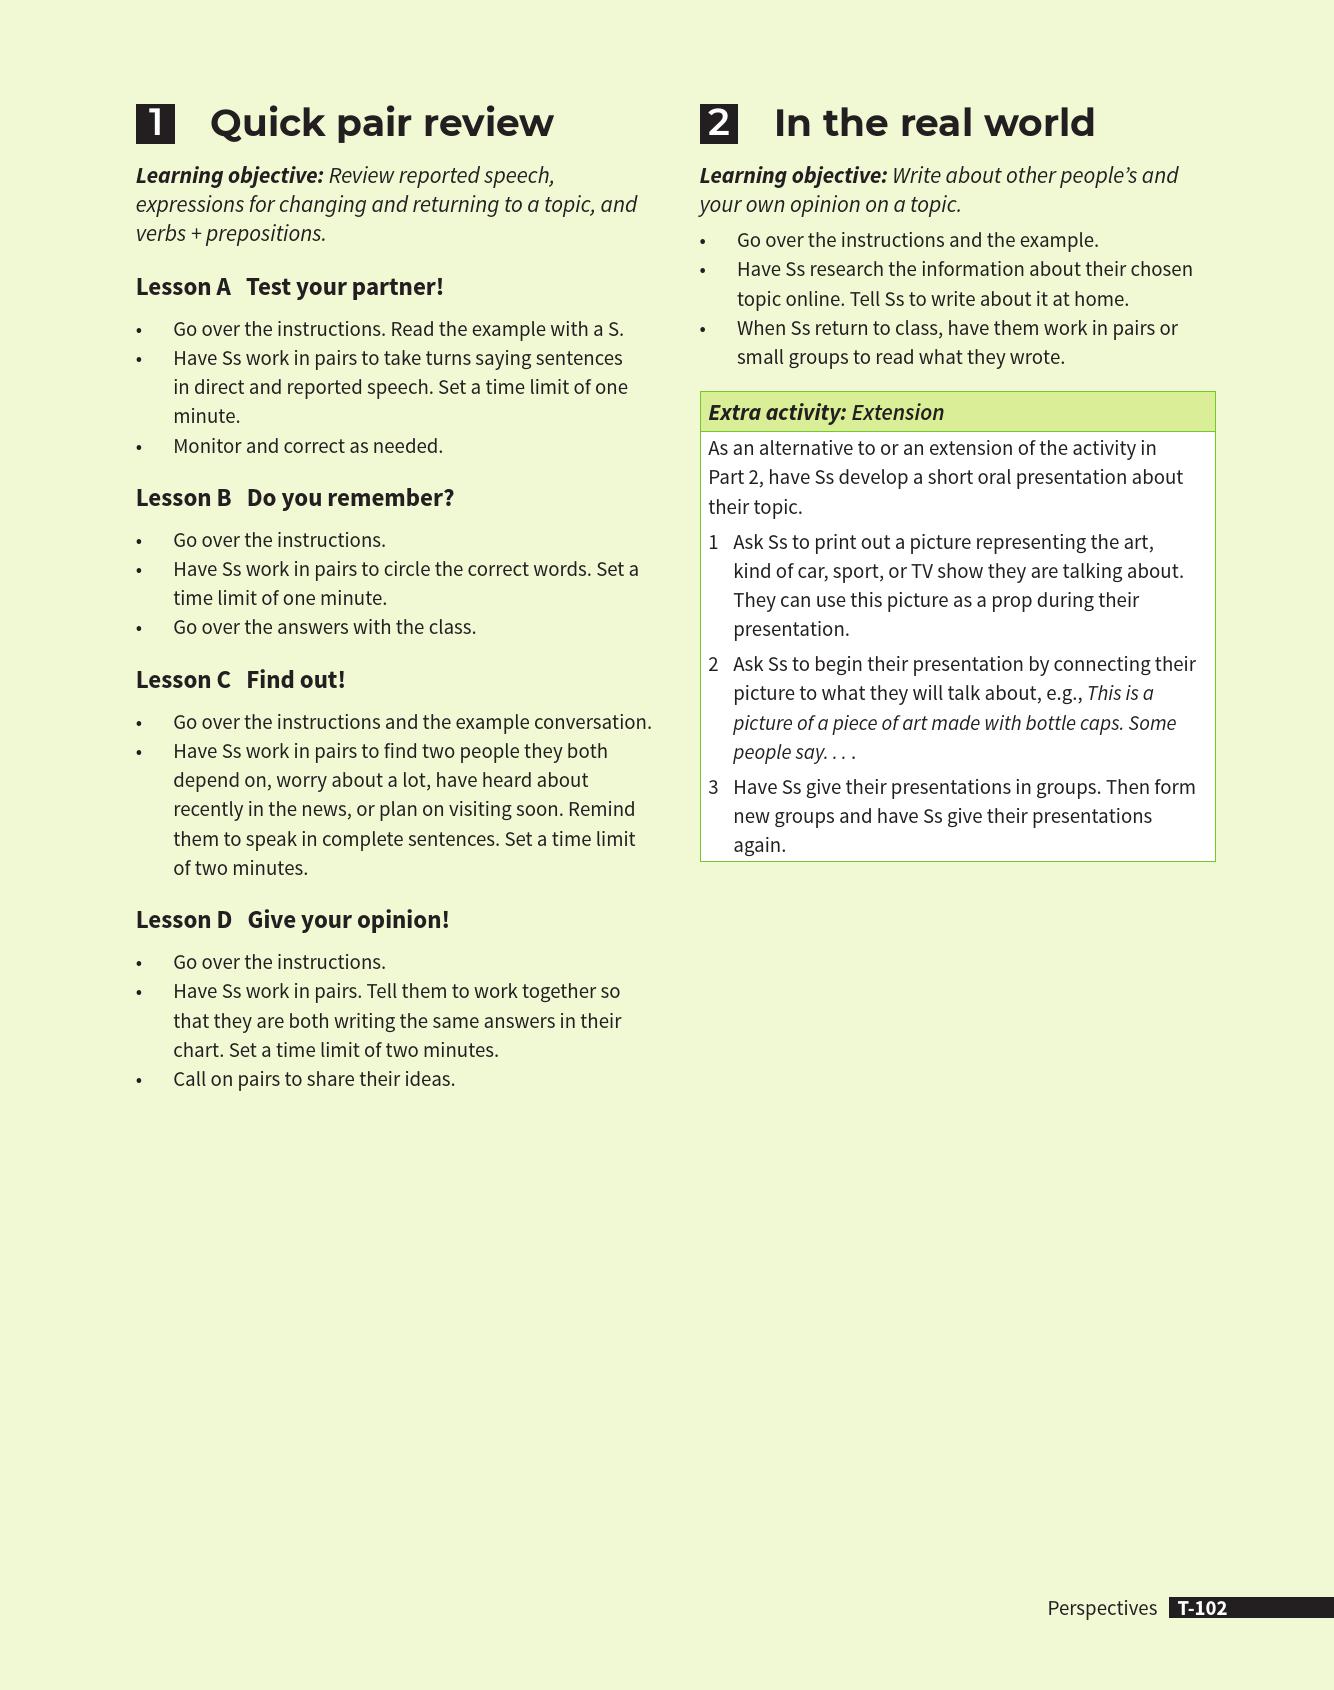 1 Quick pair review
Learning objective: Review reported speech,
expressions for changing and returning to a topic, and
verbs + prepositions.
Lesson A Test your partner!
• Go over the instructions. Read the example with a S.
• Have Ss work in pairs to take turns saying sentences
in direct and reported speech. Set a time limit of one
minute.
• Monitor and correct as needed.
Lesson B Do you remember?
• Go over the instructions.
• Have Ss work in pairs to circle the correct words. Set a
time limit of one minute.
• Go over the answers with the class.
Lesson C Find out!
• Go over the instructions and the example conversation.
• Have Ss work in pairs to find two people they both
depend on, worry about a lot, have heard about
recently in the news, or plan on visiting soon. Remind
them to speak in complete sentences. Set a time limit
of two minutes.
Lesson D Give your opinion!
• Go over the instructions.
• Have Ss work in pairs. Tell them to work together so
that they are both writing the same answers in their
chart. Set a time limit of two minutes.
• Call on pairs to share their ideas.
2 In the real world
Learning objective: Write about other people’s and
your own opinion on a topic.
• Go over the instructions and the example.
• Have Ss research the information about their chosen
topic online. Tell Ss to write about it at home.
• When Ss return to class, have them work in pairs or
small groups to read what they wrote.
Extra activity: Extension
As an alternative to or an extension of the activity in
Part 2, have Ss develop a short oral presentation about
their topic.
1 Ask Ss to print out a picture representing the art,
kind of car, sport, or TV show they are talking about.
They can use this picture as a prop during their
presentation.
2 Ask Ss to begin their presentation by connecting their
picture to what they will talk about, e.g., This is a
picture of a piece of art made with bottle caps. Some
people say. . . .
3 Have Ss give their presentations in groups. Then form
new groups and have Ss give their presentations
again.
Perspectives T-102